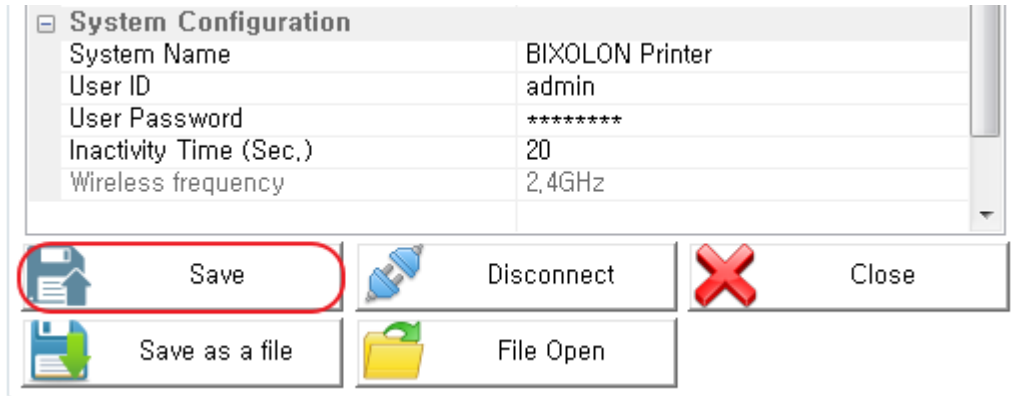 System Configuration
System Name BIXOLON Printer
User ID admin
User Password ********
Inactivity Time (Sec,) 20
Wireless frequency 2,4GHz
Save Disconnect Close
Save as a file File Open